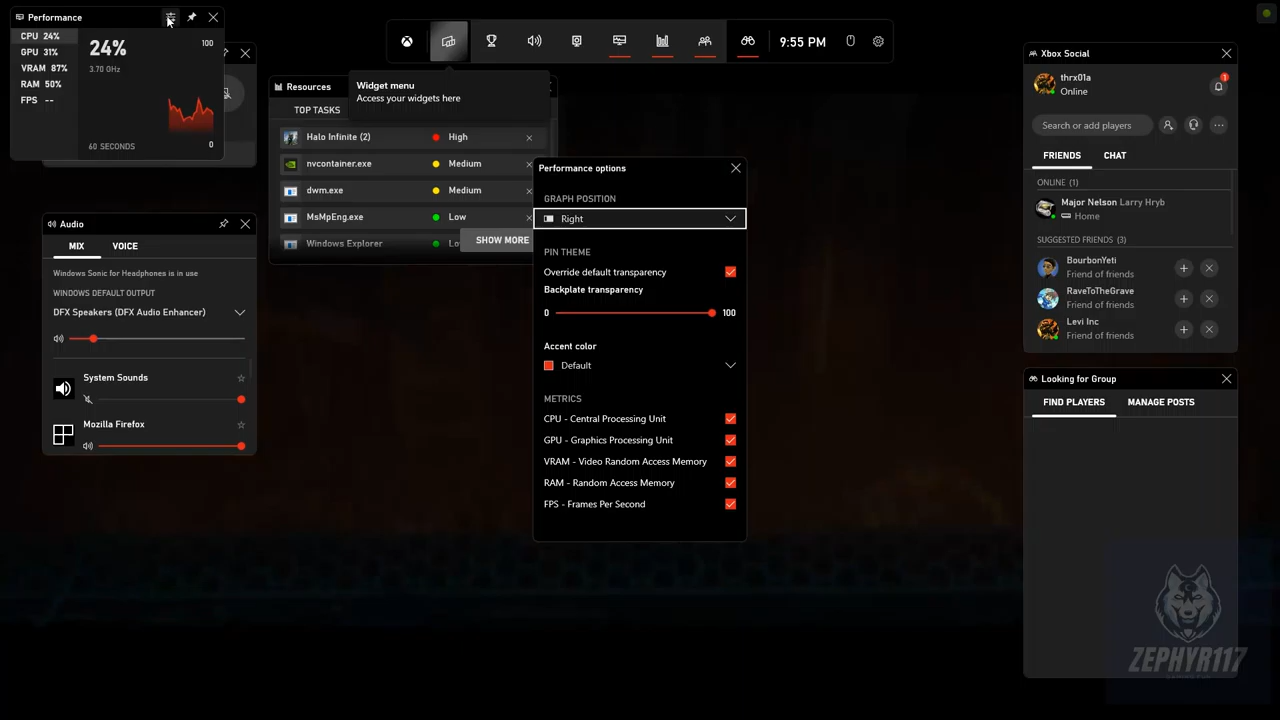 Performance
CPU 24%
GPU 31%
VRAM 87%
RAM 50%
FPS --
24%
3.70 GHz
100
60 SECONDS
0
9:55 PM
Widget menu
Access your widgets here
Resources
TOP TASKS
Halo Infinite (2) High
nvcontainer.exe Medium
dwm.exe Medium
MsMpEng.exe Low
Windows Explorer
SHOW MORE
Audio
MIX VOICE
Windows Sonic for Headphones is in use
WINDOWS DEFAULT OUTPUT
DFX Speakers (DFX Audio Enhancer)
System Sounds
Mozilla Firefox
Performance options
GRAPH POSITION
Right
PIN THEME
Override default transparency
Backplate transparency
0 100
Accent color
Default
METRICS
CPU - Central Processing Unit
GPU - Graphics Processing Unit
VRAM - Video Random Access Memory
RAM - Random Access Memory
FPS - Frames Per Second
Xbox Social
thrx01a
Online
1
Search or add players
FRIENDS CHAT
ONLINE (1)
Major Nelson Larry Hryb
Home
SUGGESTED FRIENDS (3)
BourbonYeti
Friend of friends
RaveToTheGrave
Friend of friends
Levi Inc
Friend of friends
Looking for Group
FIND PLAYERS MANAGE POSTS
ZEPHYR117